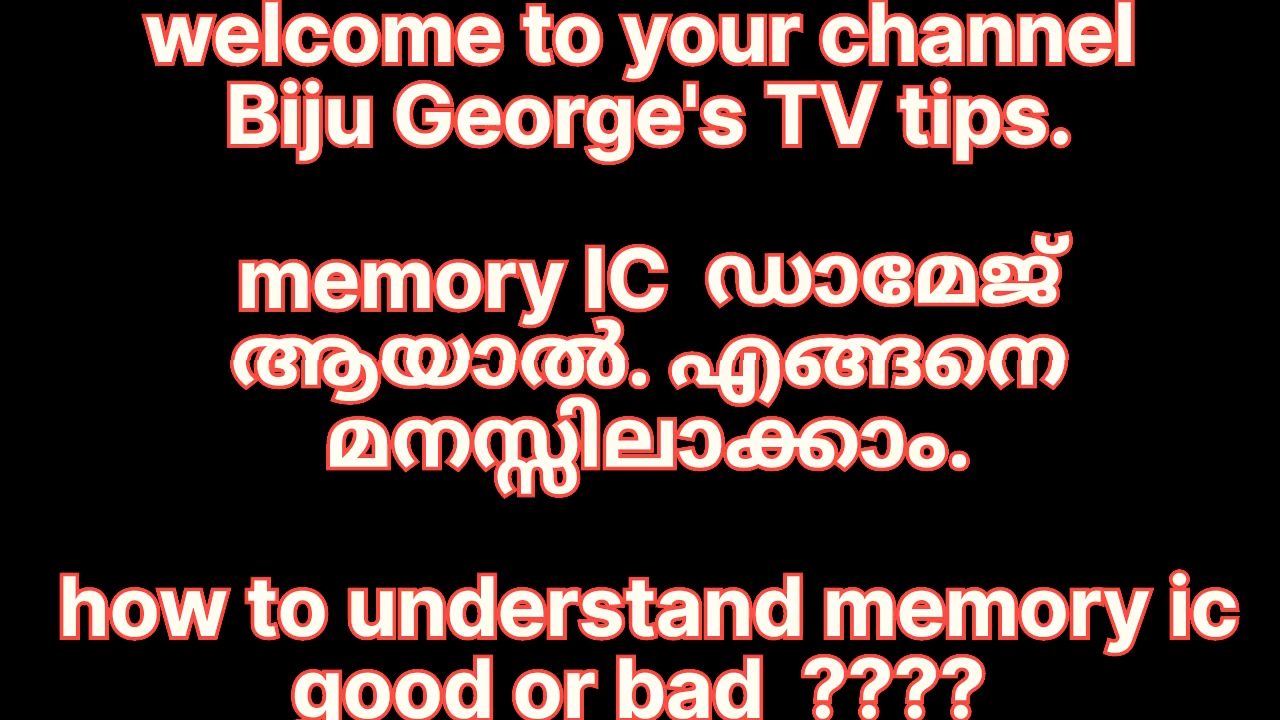 welcome to your channel
Biju George's TV tips.
memory IC ഡാമേജ്
ആയാൽ. എങ്ങനെ
മനസ്സിലാക്കാം.
how to understand memory ic
good or bad ????